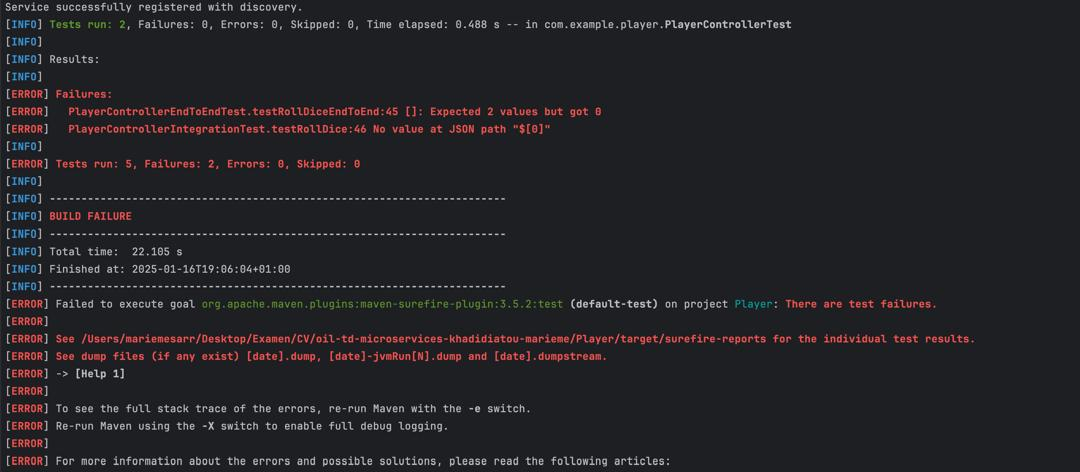 Service successfully registered with discovery.
[INFO] Tests run: 2, Failures: 0, Errors: 0, Skipped: 0, Time elapsed: 0.488 s -- in com.example.player.PlayerControllerTest
[INFO]
[INFO] Results:
[INFO]
[ERROR] Failures:
[ERROR]   PlayerControllerEndToEndTest.testRollDiceEndToEnd:45 []: Expected 2 values but got 0
[ERROR]   PlayerControllerIntegrationTest.testRollDice:46 No value at JSON path "$[0]"
[INFO]
[ERROR] Tests run: 5, Failures: 2, Errors: 0, Skipped: 0
[INFO]
[INFO] ------------------------------------------------------------------------
[INFO] BUILD FAILURE
[INFO] ------------------------------------------------------------------------
[INFO] Total time:  22.105 s
[INFO] Finished at: 2025-01-16T19:06:04+01:00
[INFO] ------------------------------------------------------------------------
[ERROR] Failed to execute goal org.apache.maven.plugins:maven-surefire-plugin:3.5.2:test (default-test) on project Player: There are test failures.
[ERROR]
[ERROR] See /Users/mariemesarr/Desktop/Examen/CV/oil-td-microservices-khadidiatou-marieme/Player/target/surefire-reports for the individual test results.
[ERROR] See dump files (if any exist) [date].dump, [date]-jvmRun[N].dump and [date].dumpstream.
[ERROR] -> [Help 1]
[ERROR]
[ERROR] To see the full stack trace of the errors, re-run Maven with the -e switch.
[ERROR] Re-run Maven using the -X switch to enable full debug logging.
[ERROR]
[ERROR] For more information about the errors and possible solutions, please read the following articles: